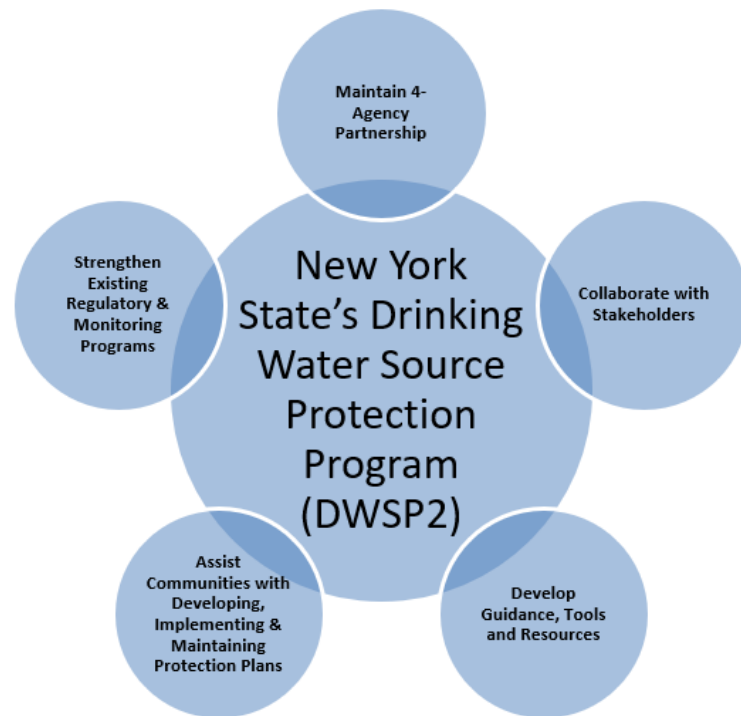 Maintain 4-
Agency
Partnership
New York
State's Drinking
Water Source
Protection
Program
(DWSP2)
Collaborate with
Stakeholders
Develop
Guidance, Tools
and Resources
Assist
Communities with
Developing,
Implementing &
Maintaining
Protection Plans
Strengthen
Existing
Regulatory &
Monitoring
Programs